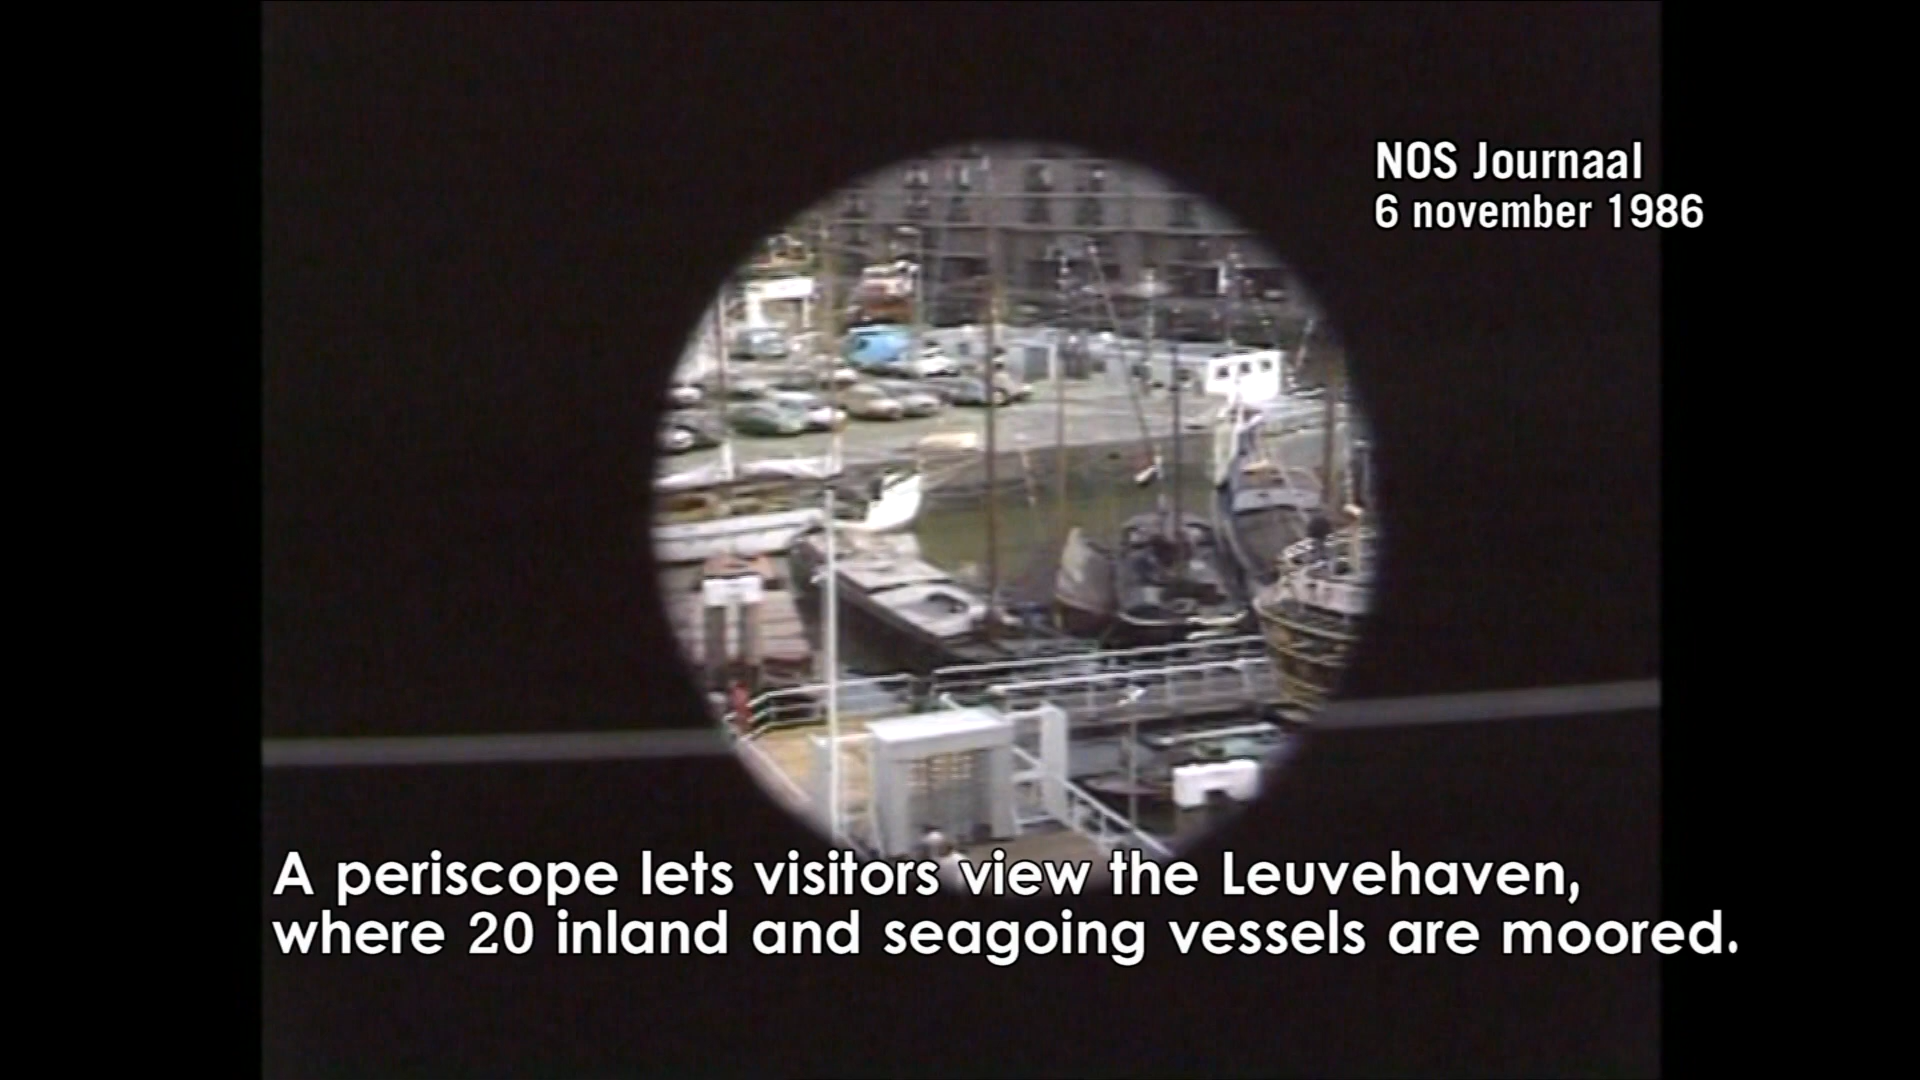 NOS Journaal
6 november 1986
A periscope lets visitors view the Leuvehaven,
where 20 inland and seagoing vessels are moored.